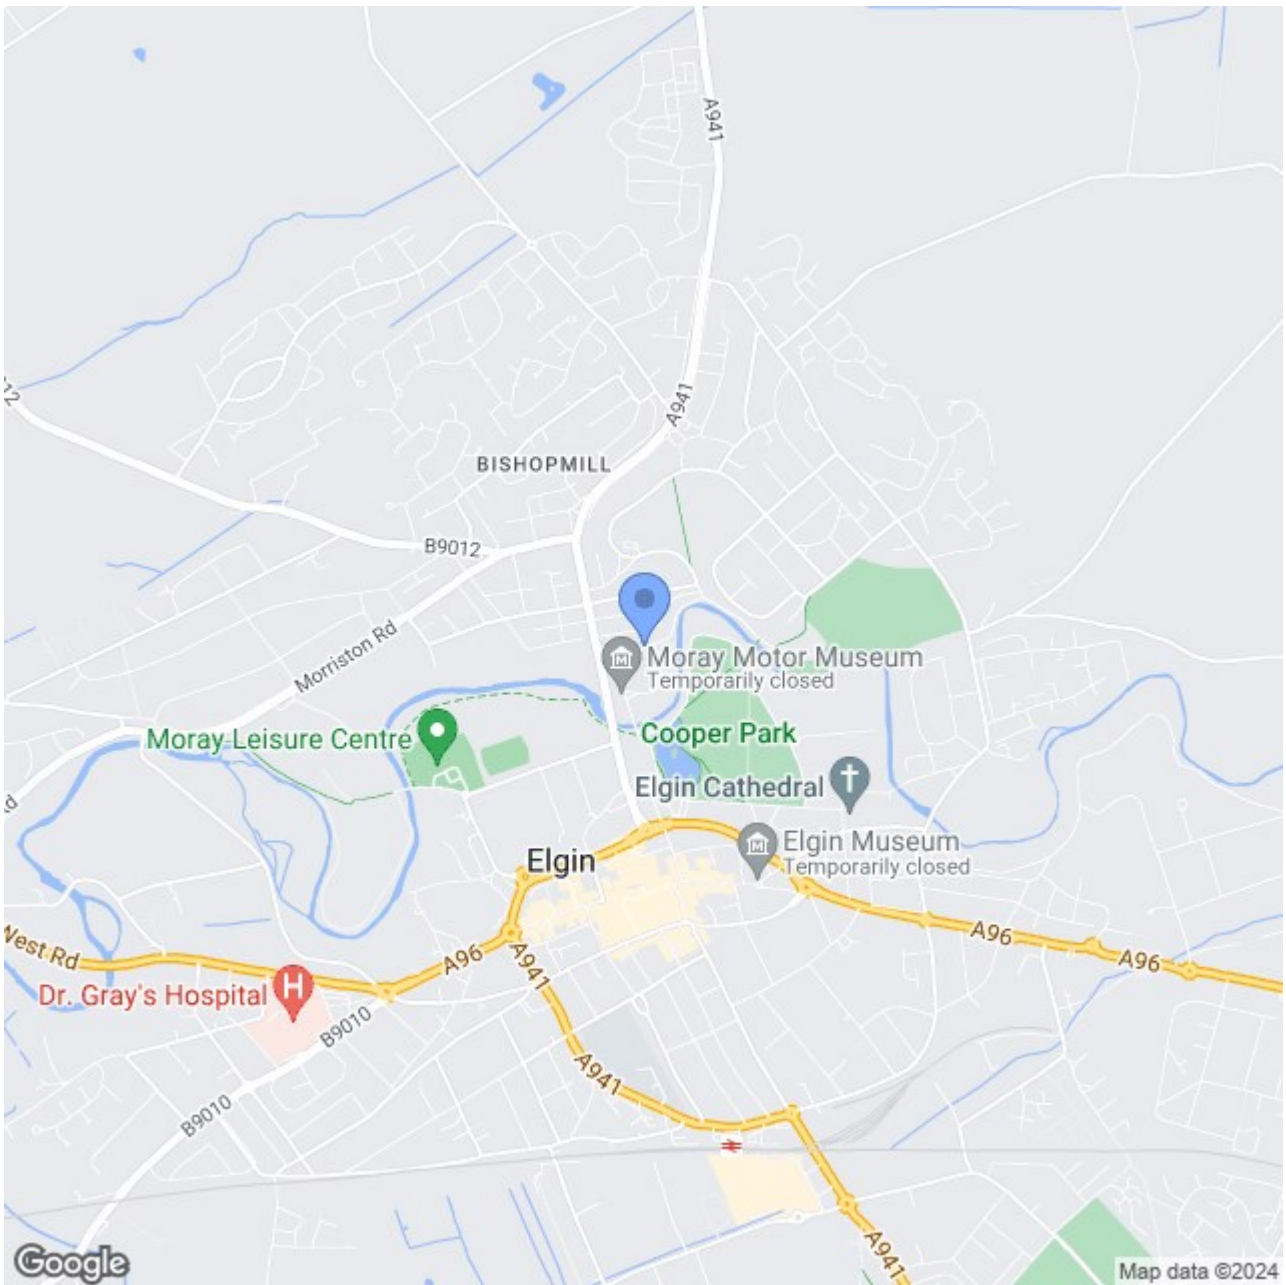 A941
A941
BISHOPMILL
B9012
Morriston Rd
Moray Motor Museum
Temporarily closed
Moray Leisure Centre
Cooper Park
Elgin Cathedral
Elgin Museum
Temporarily closed
Elgin
West Rd
A96
A96
A96
A941
Dr. Gray's Hospital
H
B9010
A941
B9010
A941
Google
Map data ©2024